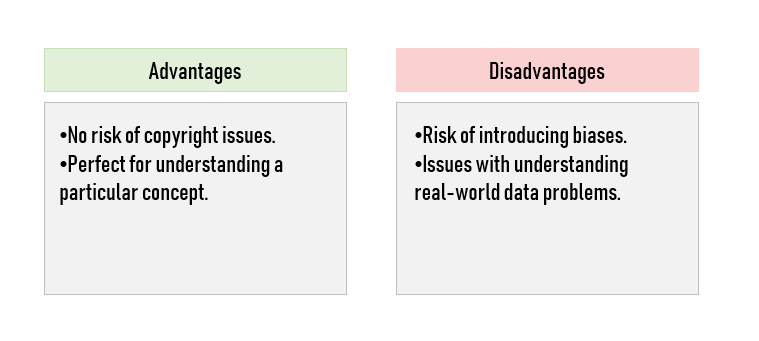 Advantages
•No risk of copyright issues.
•Perfect for understanding a
particular concept.
Disadvantages
•Risk of introducing biases.
•Issues with understanding
real-world data problems.